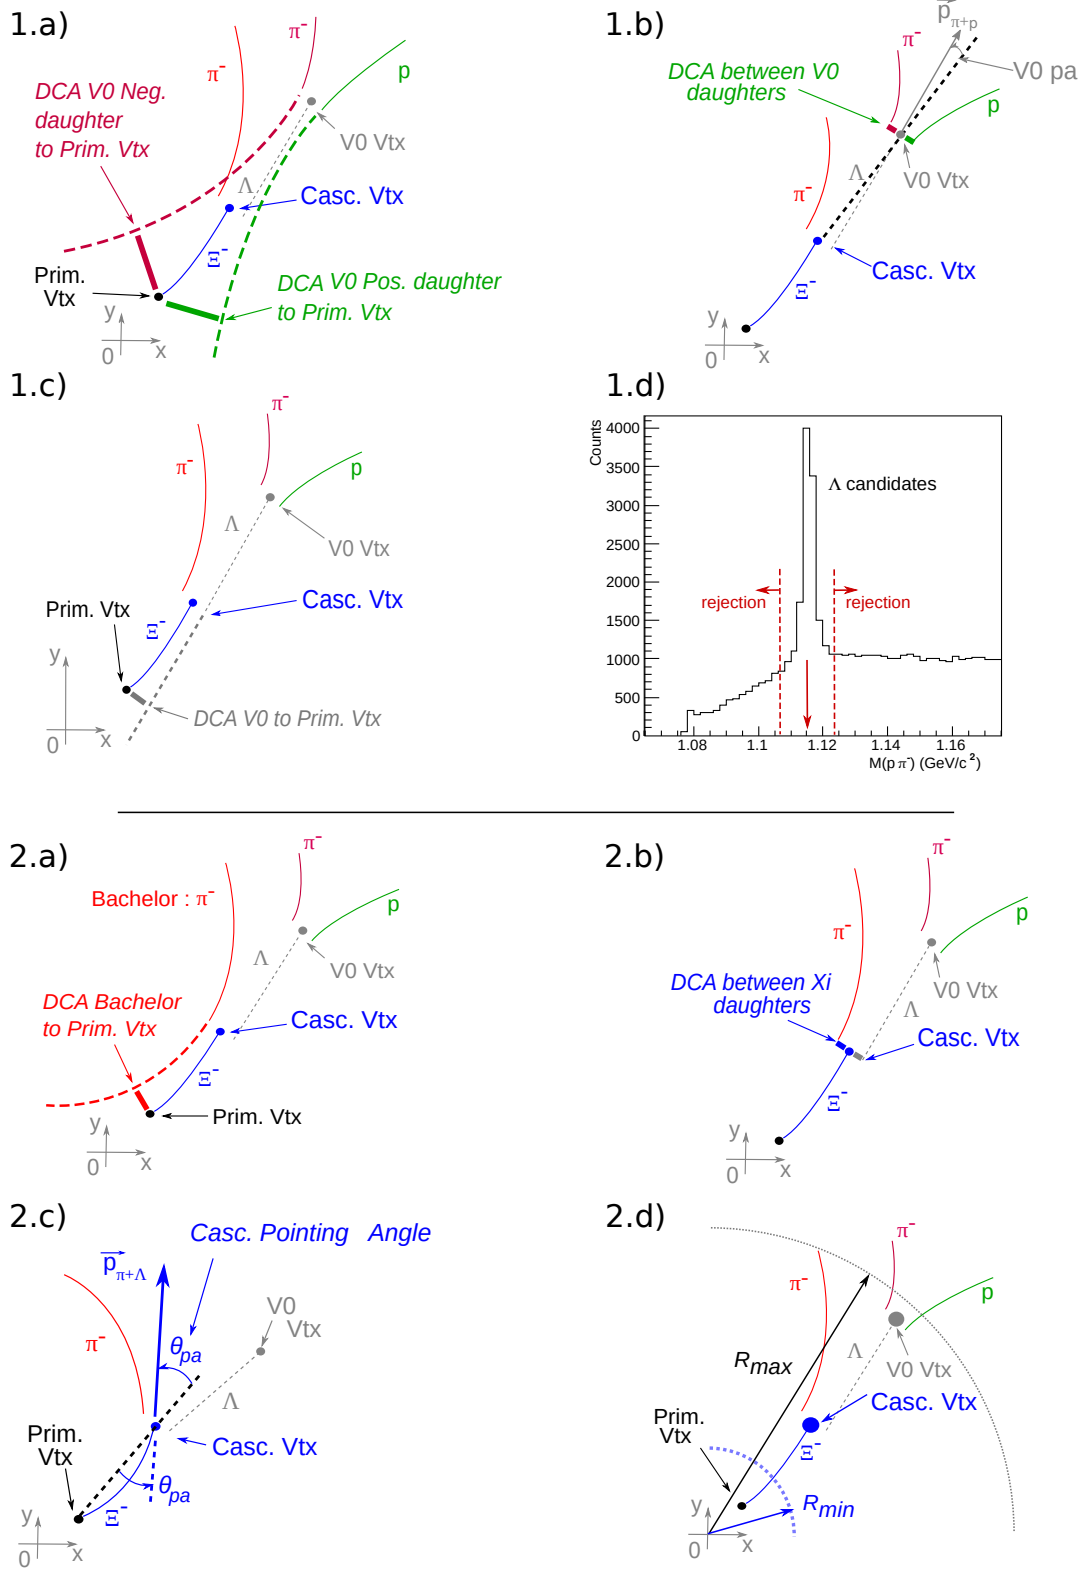 1.a)
π-
π-
p
DCA V0 Neg.
daughter
to Prim. Vtx
V0 Vtx
Λ
Casc. Vtx
Ξ-
Prim.
Vtx
DCA V0 Pos. daughter
to Prim. Vtx
y
0
x
1.b)
p π+p
π-
V0 pa
DCA between V0
daughters
p
Λ
V0 Vtx
π-
Casc. Vtx
Ξ-
y
0
x
1.c)
π-
π-
p
Λ
V0 Vtx
Prim. Vtx
Casc. Vtx
Ξ-
y
DCA V0 to Prim. Vtx
0
x
1.d)
Counts
4000
3500
3000
2500
2000
1500
1000
500
0
Λ candidates
rejection
rejection
1.08
1.1
1.12
1.14
1.16
M(p π-) (GeV/c²)
2.a)
π-
Bachelor : π-
p
Λ
V0 Vtx
DCA Bachelor
to Prim. Vtx
Casc. Vtx
Ξ-
Prim. Vtx
y
0
x
2.b)
π-
π-
p
DCA between Xi
daughters
V0 Vtx
Λ
Casc. Vtx
Ξ-
y
0
x
2.c)
Casc. Pointing Angle
p π+Λ
V0
Vtx
π-
θpa
Λ
Prim.
Vtx
Casc. Vtx
θpa
Ξ-
y
0
x
2.d)
π-
π-
p
Rmax
Λ
V0 Vtx
Prim.
Vtx
Casc. Vtx
Ξ-
y
Rmin
0
x